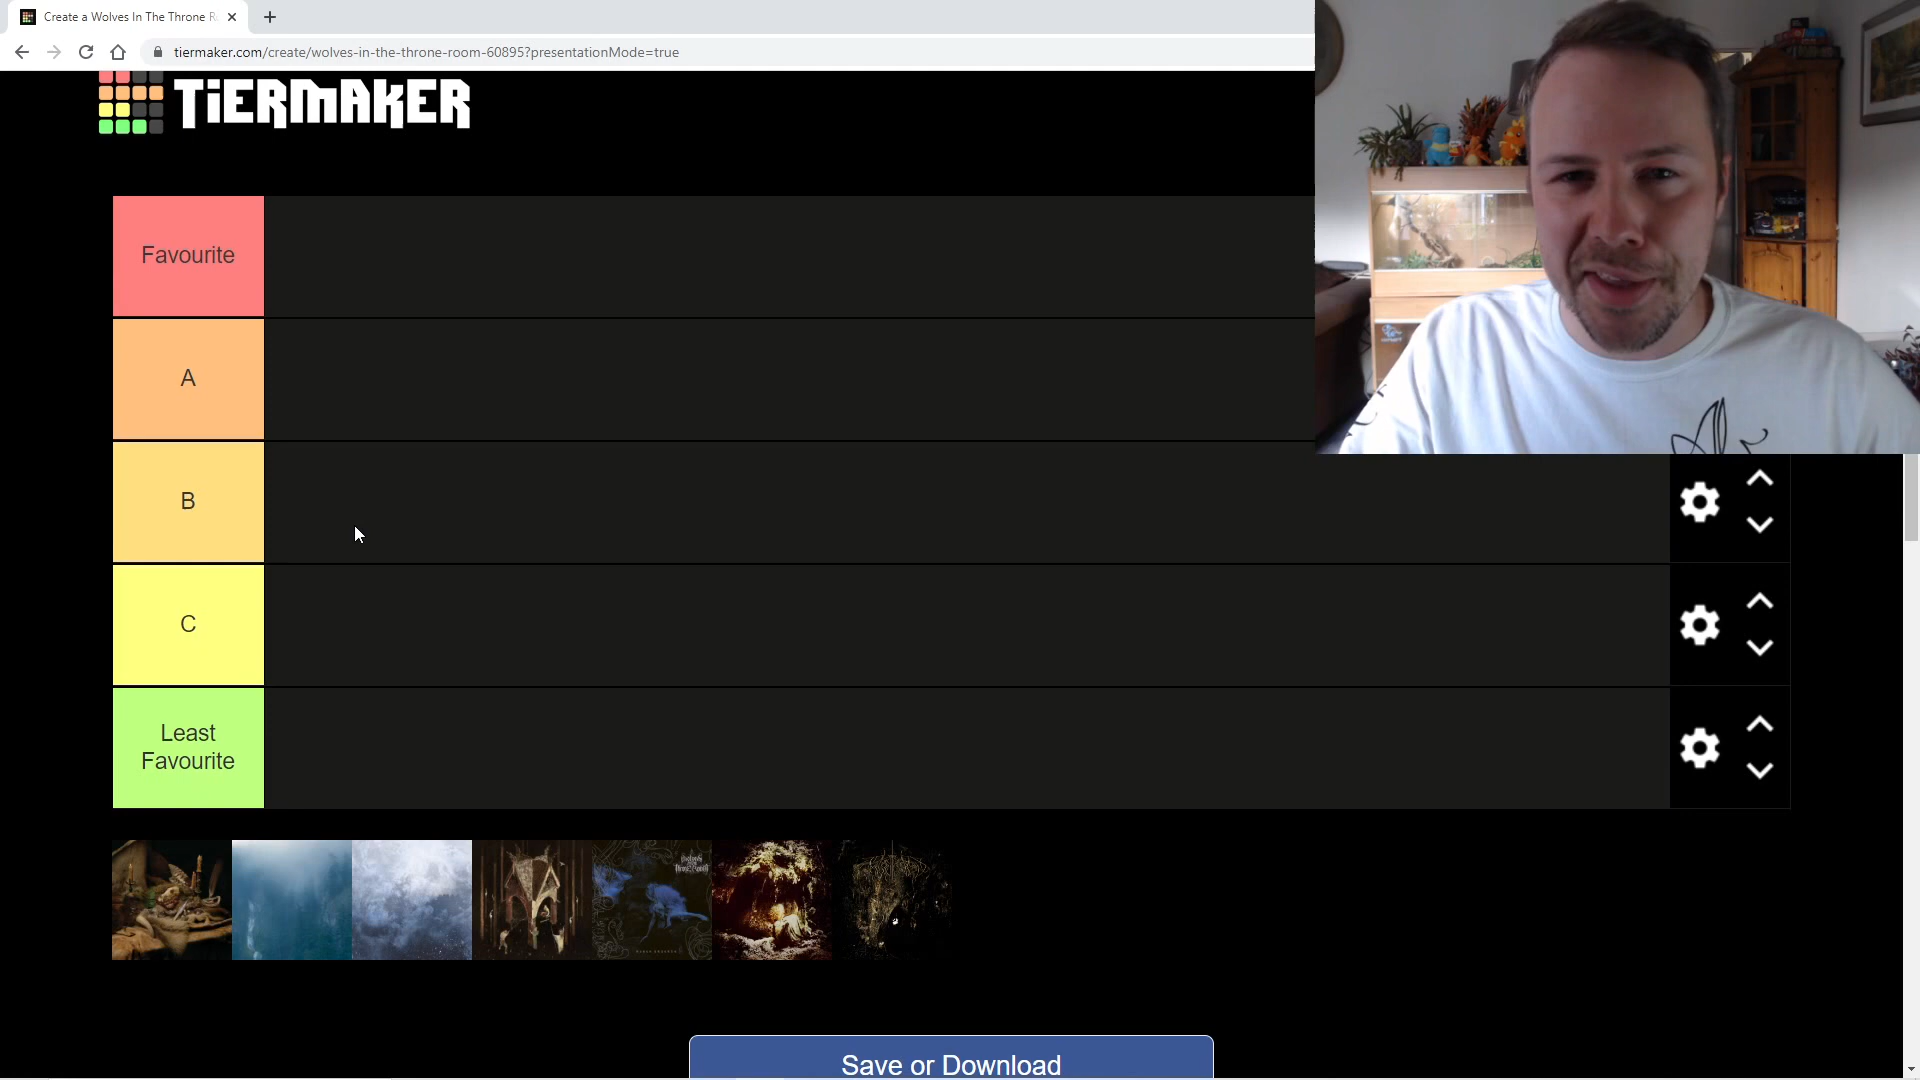 Create a Wolves In The Throne R
tiermaker.com/create/wolves-in-the-throne-room-60895?presentationMode=true
TiERMAKER
Favourite
A
B
C
Least
Favourite
Save or Download